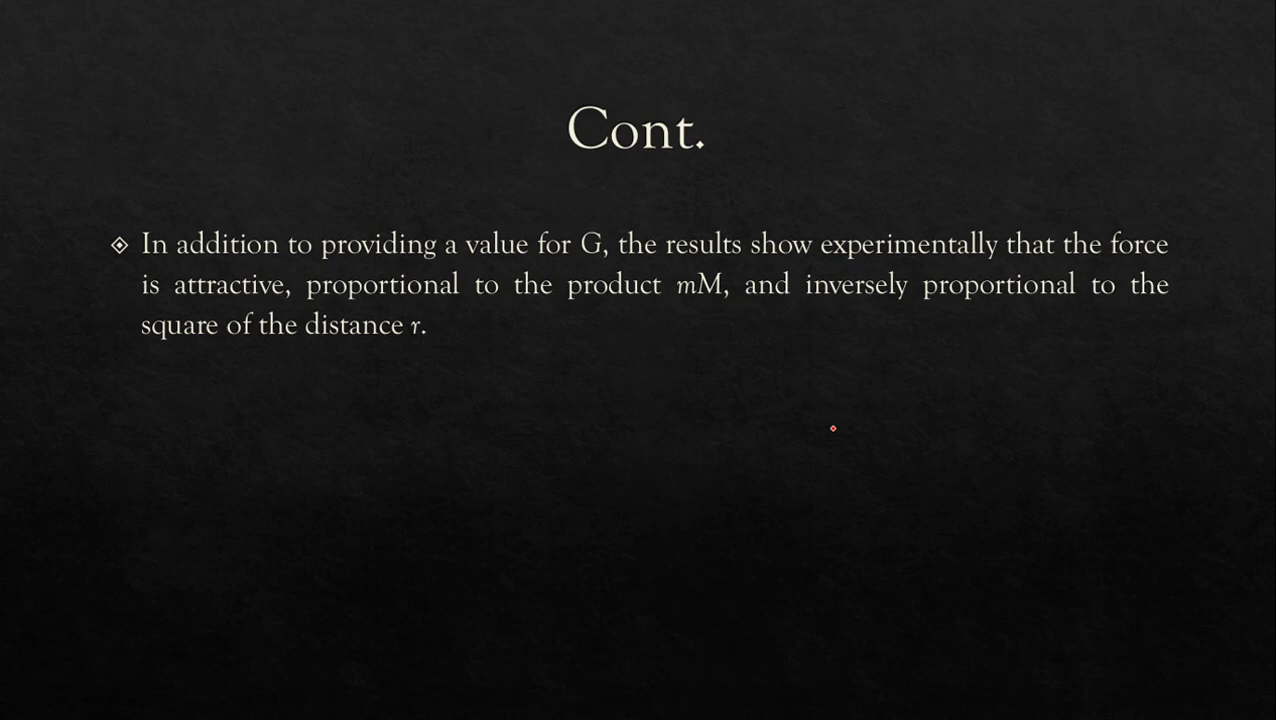 Cont.
In addition to providing a value for G, the results show experimentally that the force
is attractive, proportional to the product mM, and inversely proportional to the
square of the distance r.